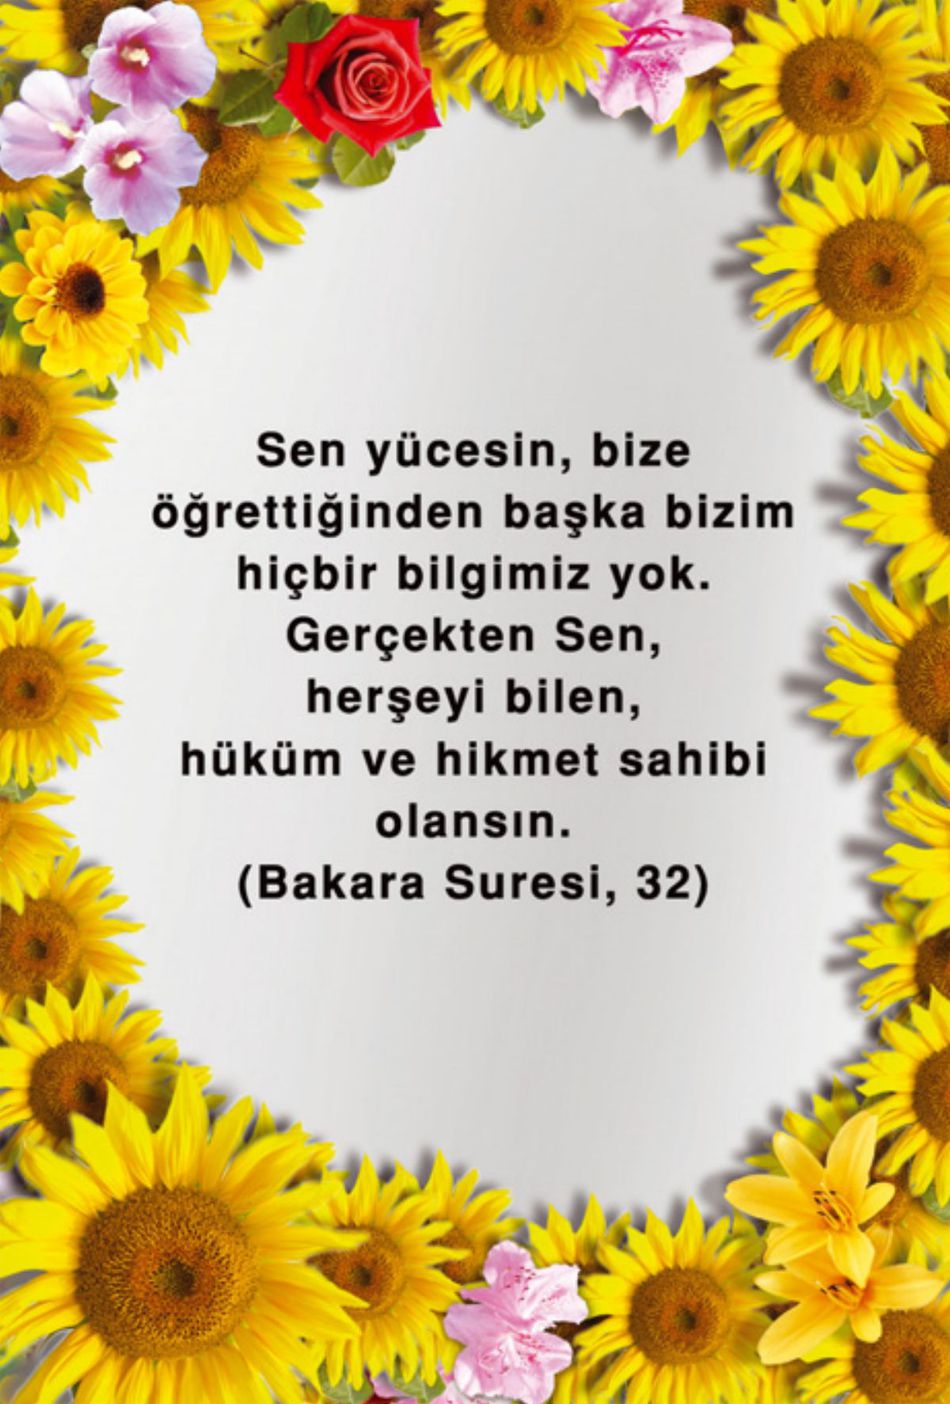 Sen yücesin, bize
öğrettiğinden başka bizim
hiçbir bilgimiz yok.
Gerçekten Sen,
herşeyi bilen,
hüküm ve hikmet sahibi
olansın.
(Bakara Suresi, 32)